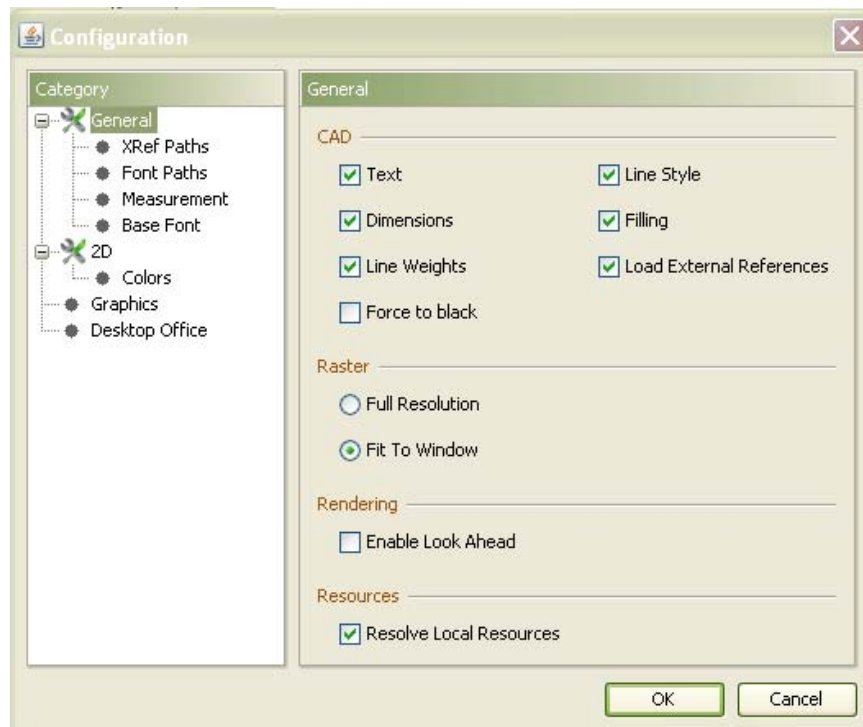 Configuration
Category
General
XRef Paths
Font Paths
Measurement
Base Font
2D
Colors
Graphics
Desktop Office
General
CAD
Text
Line Style
Dimensions
Filling
Line Weights
Load External References
Force to black
Raster
Full Resolution
Fit To Window
Rendering
Enable Look Ahead
Resources
Resolve Local Resources
OK
Cancel